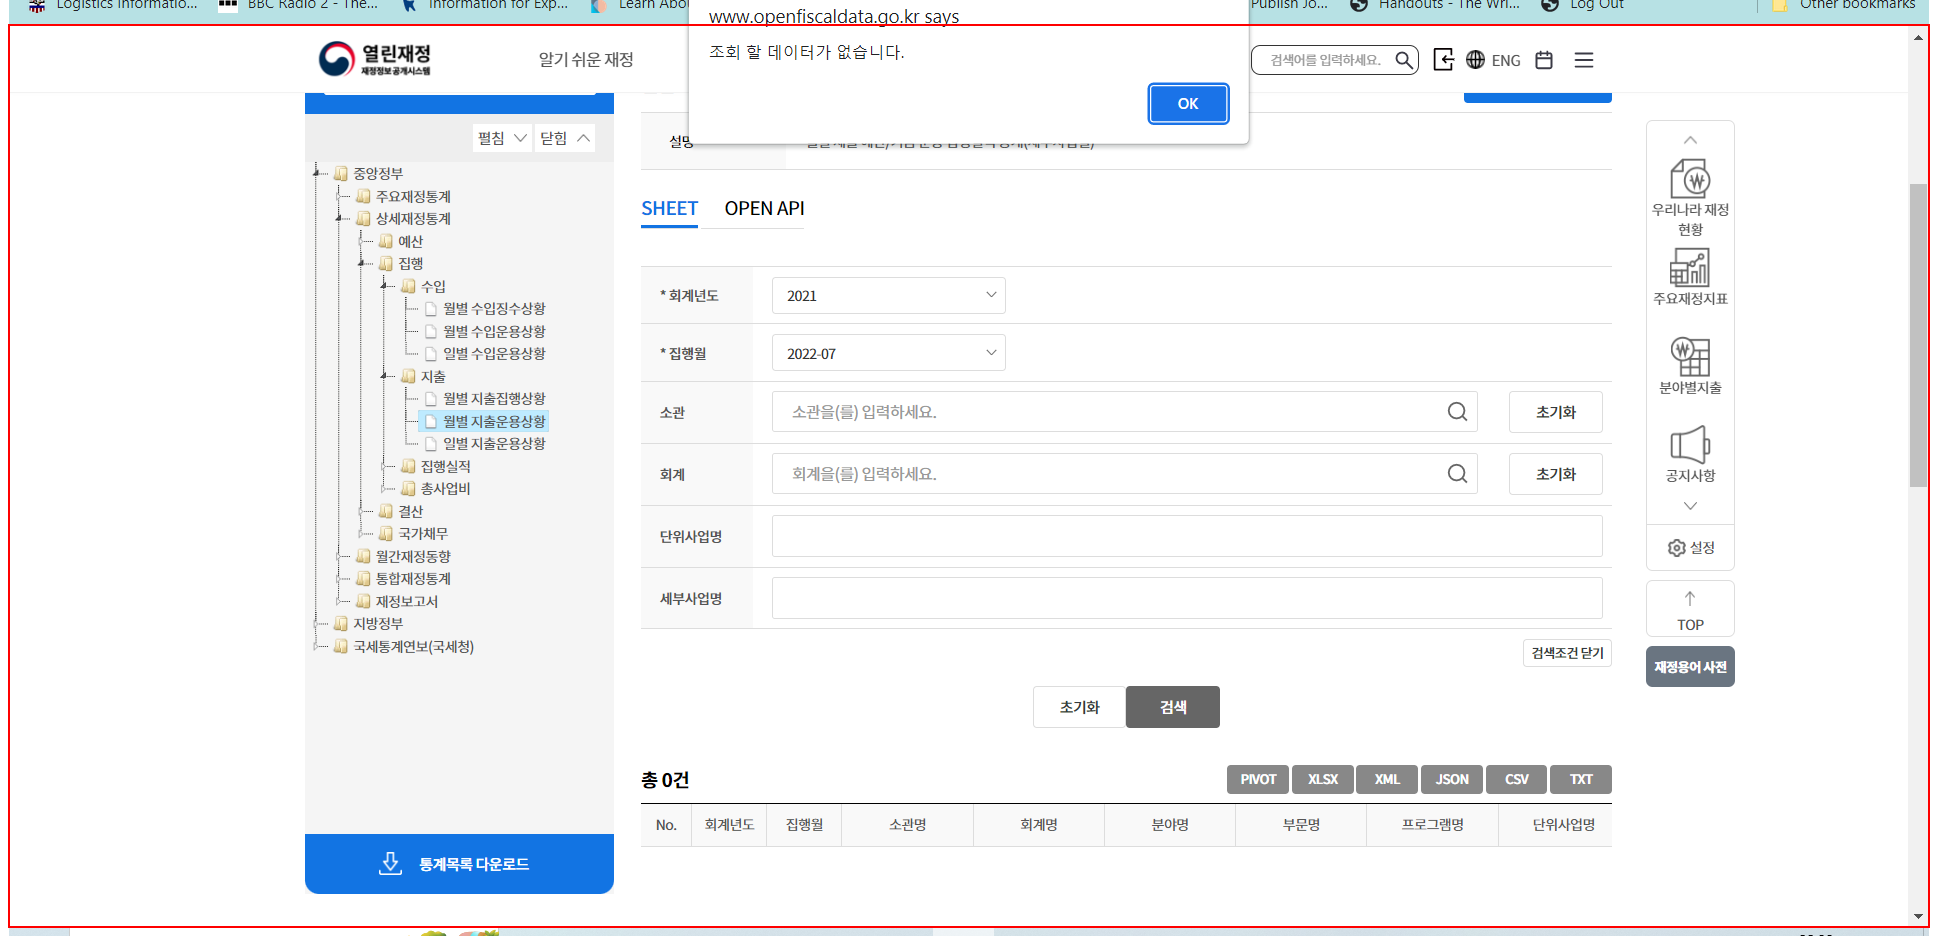 Logistics Informatio... BBC Radio 2 - The... Information for Exp... Learn Abou Publish Jo... Handouts - The Wri... Log Out Other bookmarks
www.openfiscaldata.go.kr says
조회 할 데이터가 없습니다.
OK
열린재정
재정정보공개시스템
알기 쉬운 재정
검색어를 입력하세요.
ENG
펼침 닫힘
중앙정부
주요재정통계
상세재정통계
예산
집행
수입
월별 수입징수상황
월별 수입운용상황
일별 수입운용상황
지출
월별 지출집행상황
월별 지출운용상황
일별 지출운용상황
집행실적
총사업비
결산
국가채무
월간재정동향
통합재정통계
재정보고서
지방정부
국세통계연보(국세청)
통계목록 다운로드
설명
SHEET OPEN API
* 회계년도 2021
* 집행월 2022-07
소관 소관을(를) 입력하세요. 초기화
회계 회계을(를) 입력하세요. 초기화
단위사업명
세부사업명
검색조건 닫기
초기화 검색
총 0건
PIVOT XLSX XML JSON CSV TXT
No. 회계년도 집행월 소관명 회계명 분야명 부문명 프로그램명 단위사업명
우리나라 재정
현황
주요재정지표
분야별지출
공지사항
설정
TOP
재정용어 사전